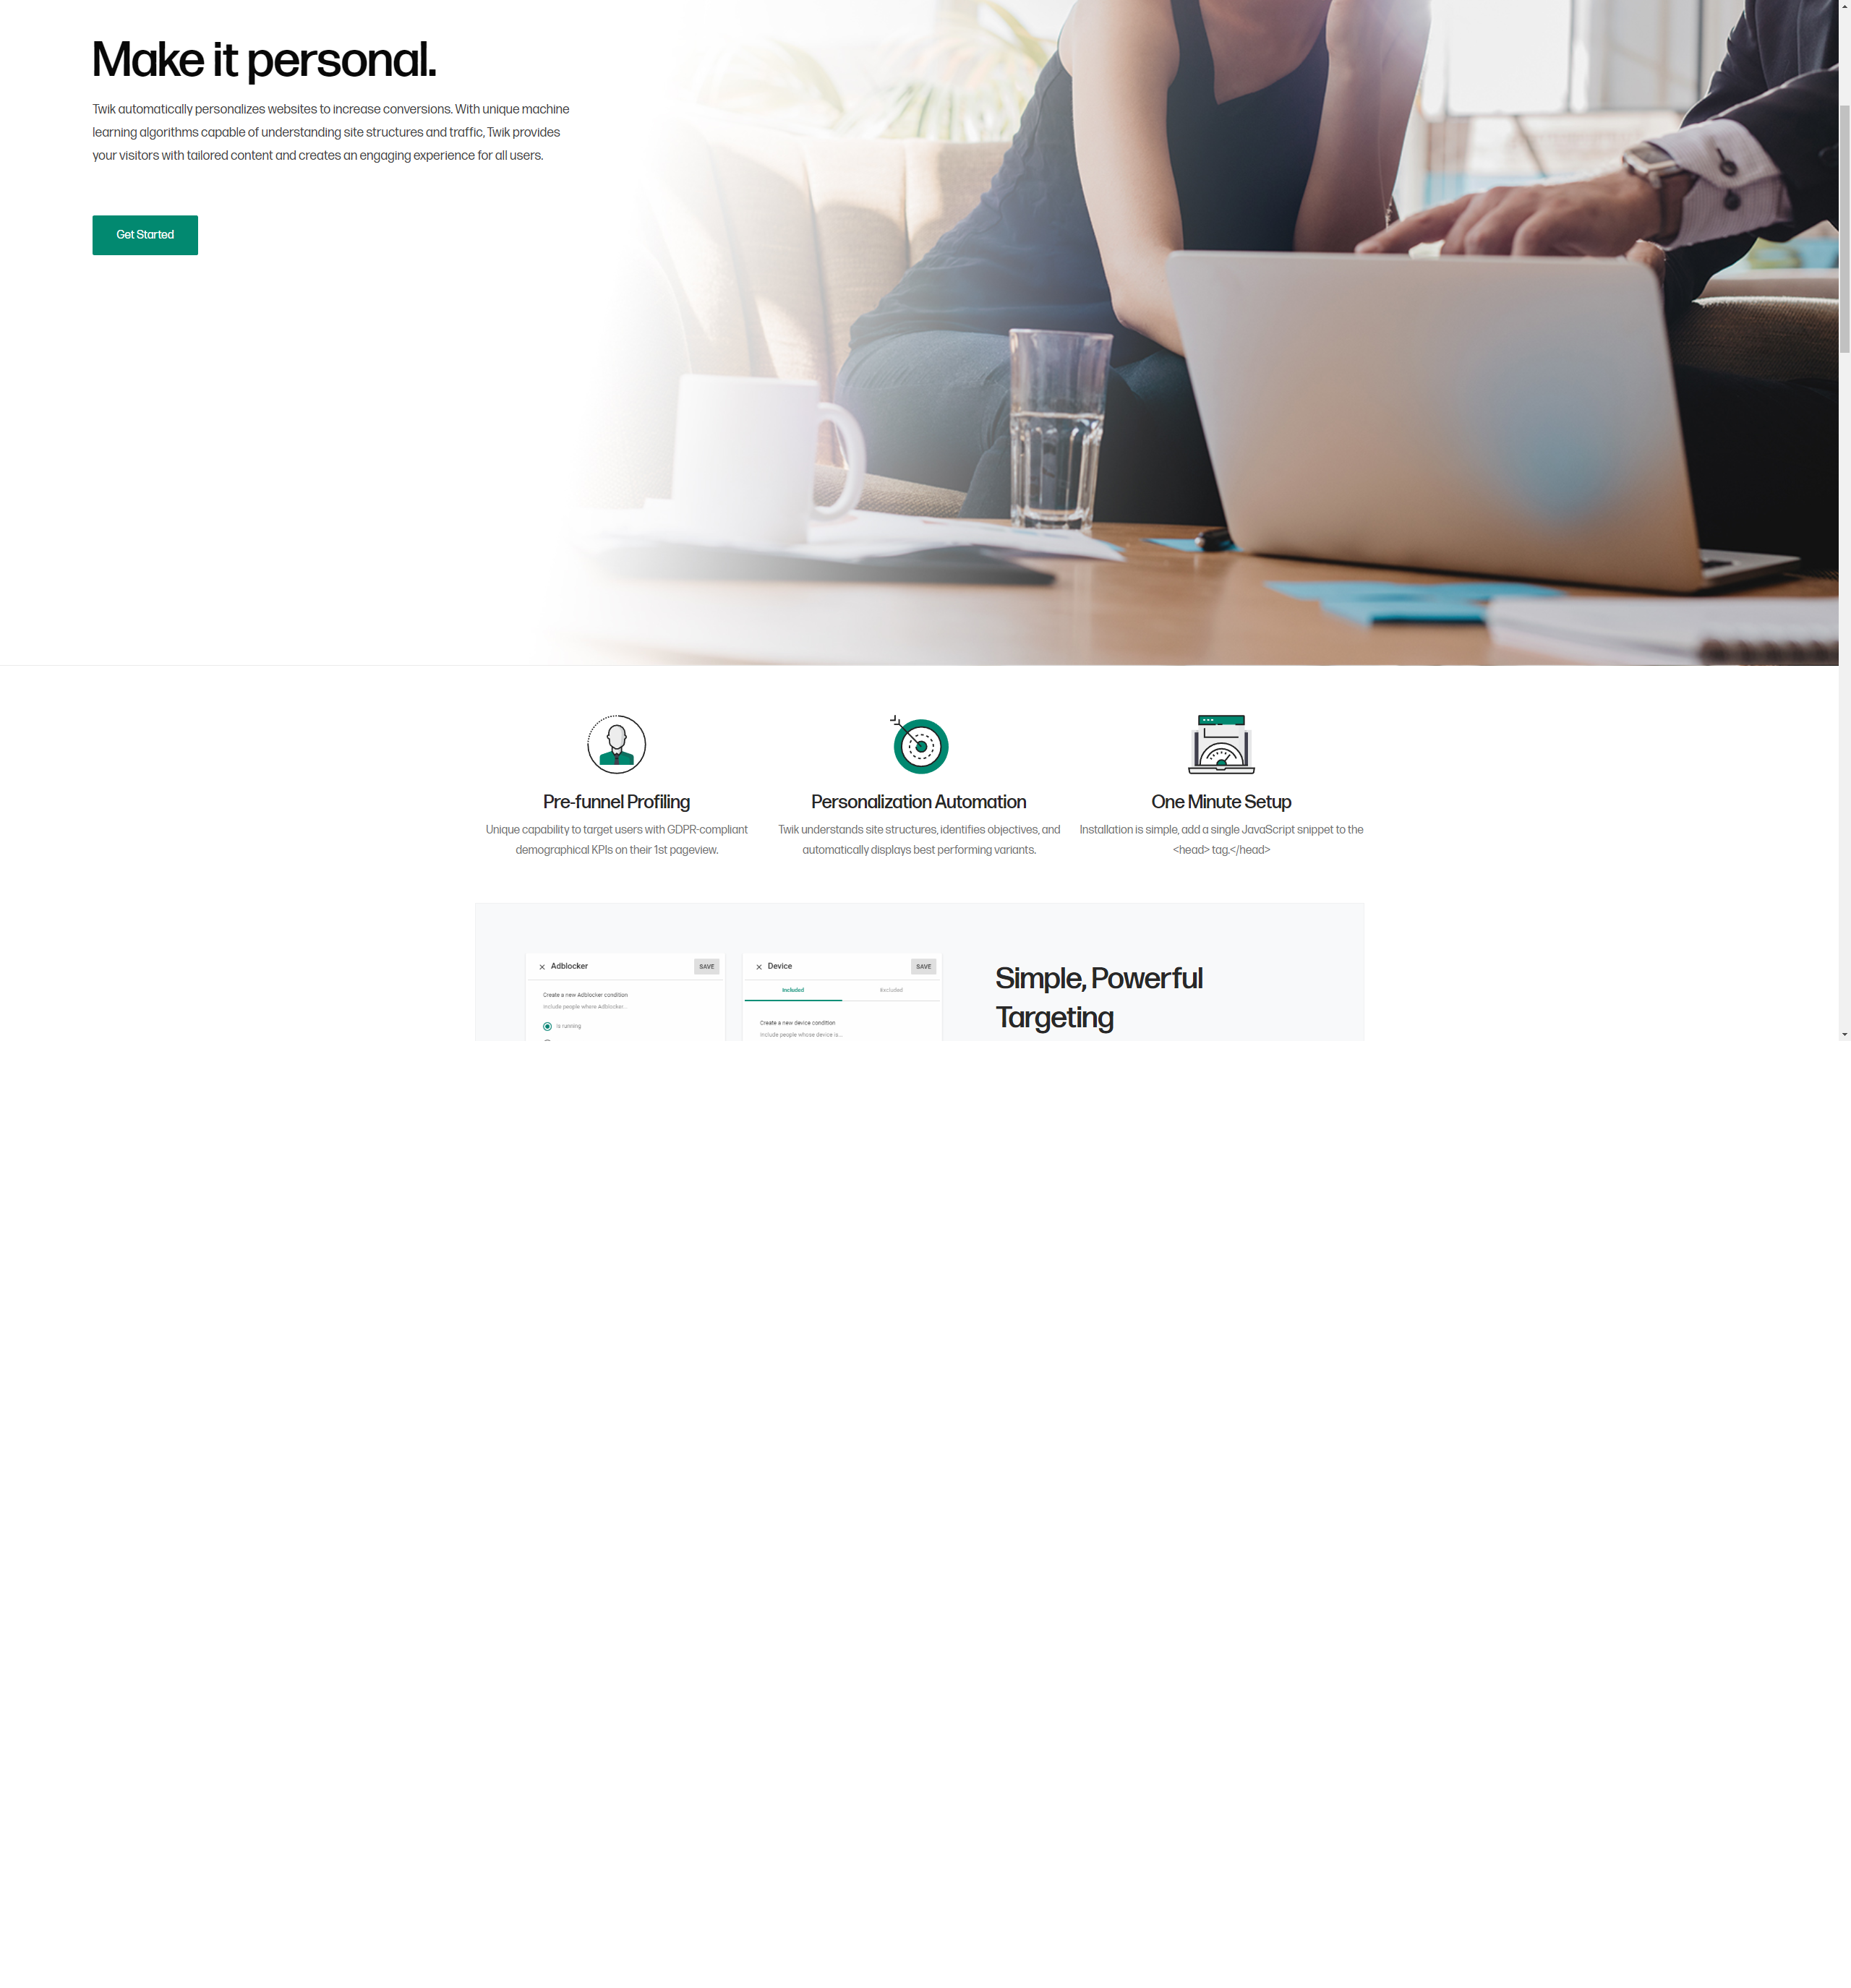 Make it personal.
Twik automatically personalizes websites to increase conversions. With unique machine
learning algorithms capable of understanding site structures and traffic, Twik provides
your visitors with tailored content and creates an engaging experience for all users.
Get Started
Pre-funnel Profiling
Unique capability to target users with GDPR-compliant
demographical KPIs on their 1st pageview.
Personalization Automation
Twik understands site structures, identifies objectives, and
automatically displays best performing variants.
One Minute Setup
Installation is simple, add a single JavaScript snippet to the
<head> tag.</head>
Adblocker
SAVE
Create a new Adblocker condition
Include people where Adblocker...
Is running
Device
SAVE
Included
Excluded
Create a new device condition
Include people whose device is...
Simple, Powerful
Targeting